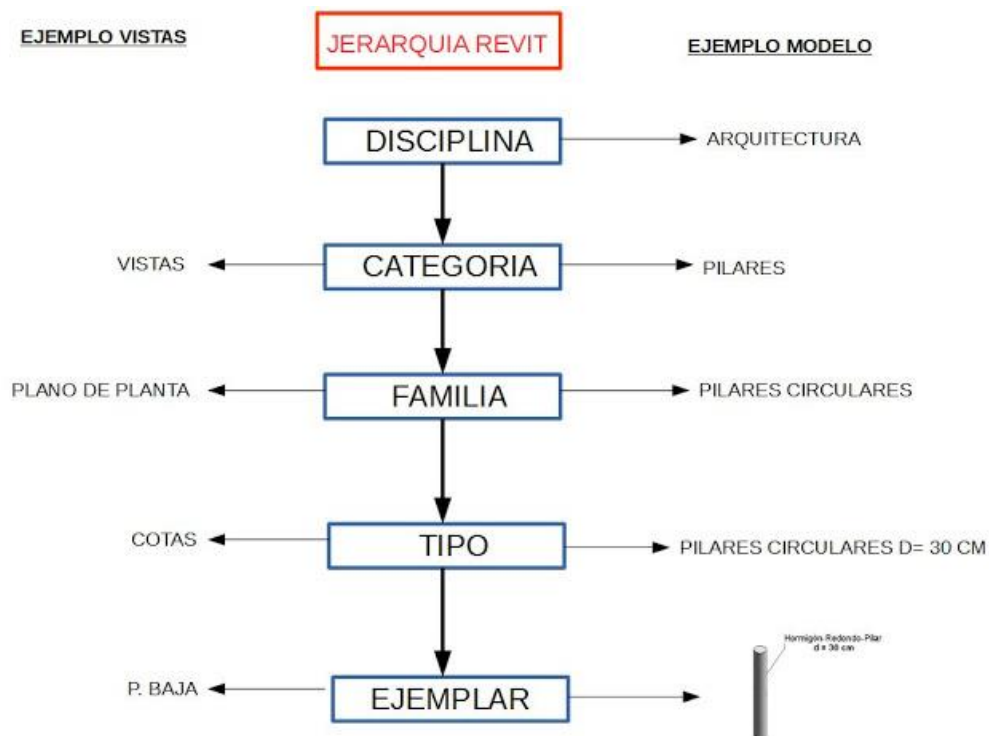 EJEMPLO VISTAS
JERARQUIA REVIT
EJEMPLO MODELO
DISCIPLINA
ARQUITECTURA
VISTAS
CATEGORIA
PILARES
PLANO DE PLANTA
FAMILIA
PILARES CIRCULARES
COTAS
TIPO
PILARES CIRCULARES D= 30 CM
P. BAJA
EJEMPLAR
Hormigón-Redondo-Pilar
d = 30 cm